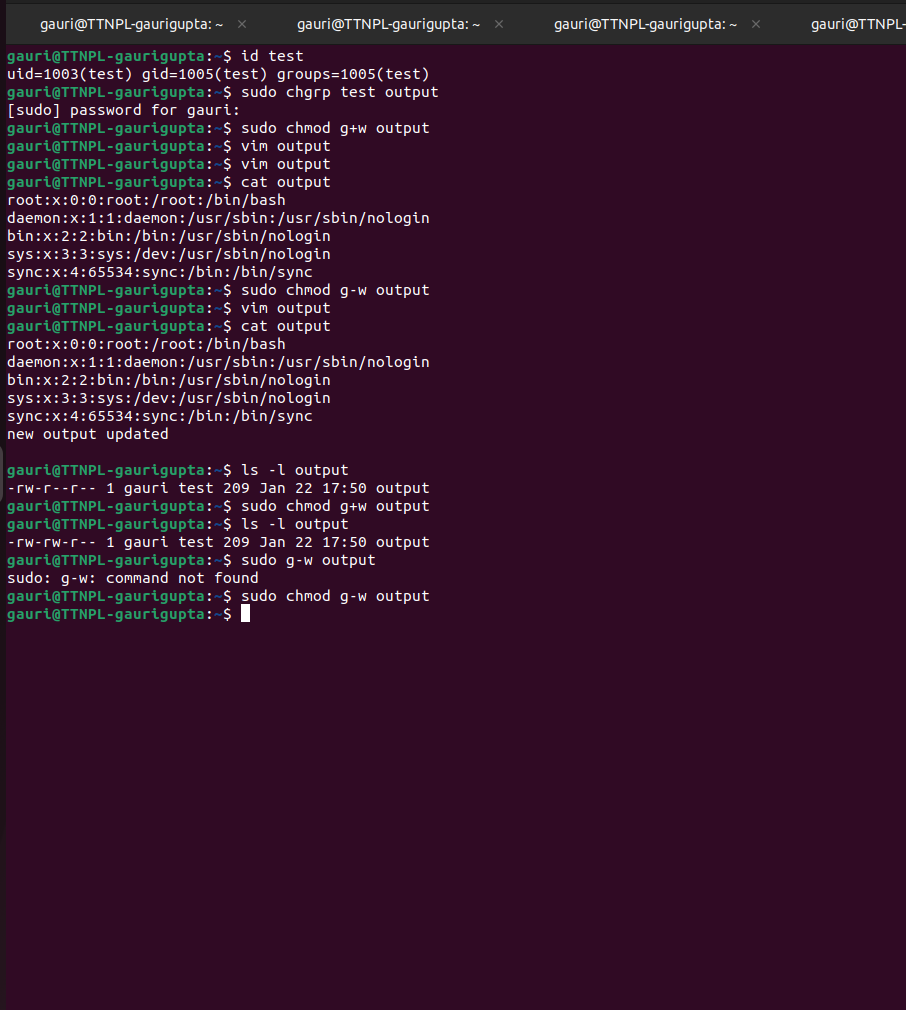 gauri@TTNPL-gaurigupta: ~ × gauri@TTNPL-gaurigupta: ~ × gauri@TTNPL-gaurigupta: ~ × gauri@TTNPL-
gauri@TTNPL-gaurigupta:~$ id test
uid=1003(test) gid=1005(test) groups=1005(test)
gauri@TTNPL-gaurigupta:~$ sudo chgrp test output
[sudo] password for gauri:
gauri@TTNPL-gaurigupta:~$ sudo chmod g+w output
gauri@TTNPL-gaurigupta:~$ vim output
gauri@TTNPL-gaurigupta:~$ vim output
gauri@TTNPL-gaurigupta:~$ cat output
root:x:0:0:root:/root:/bin/bash
daemon:x:1:1:daemon:/usr/sbin:/usr/sbin/nologin
bin:x:2:2:bin:/bin:/usr/sbin/nologin
sys:x:3:3:sys:/dev:/usr/sbin/nologin
sync:x:4:65534:sync:/bin:/bin/sync
gauri@TTNPL-gaurigupta:~$ sudo chmod g-w output
gauri@TTNPL-gaurigupta:~$ vim output
gauri@TTNPL-gaurigupta:~$ cat output
root:x:0:0:root:/root:/bin/bash
daemon:x:1:1:daemon:/usr/sbin:/usr/sbin/nologin
bin:x:2:2:bin:/bin:/usr/sbin/nologin
sys:x:3:3:sys:/dev:/usr/sbin/nologin
sync:x:4:65534:sync:/bin:/bin/sync
new output updated
gauri@TTNPL-gaurigupta:~$ ls -l output
-rw-r--r-- 1 gauri test 209 Jan 22 17:50 output
gauri@TTNPL-gaurigupta:~$ sudo chmod g+w output
gauri@TTNPL-gaurigupta:~$ ls -l output
-rw-rw-r-- 1 gauri test 209 Jan 22 17:50 output
gauri@TTNPL-gaurigupta:~$ sudo g-w output
sudo: g-w: command not found
gauri@TTNPL-gaurigupta:~$ sudo chmod g-w output
gauri@TTNPL-gaurigupta:~$